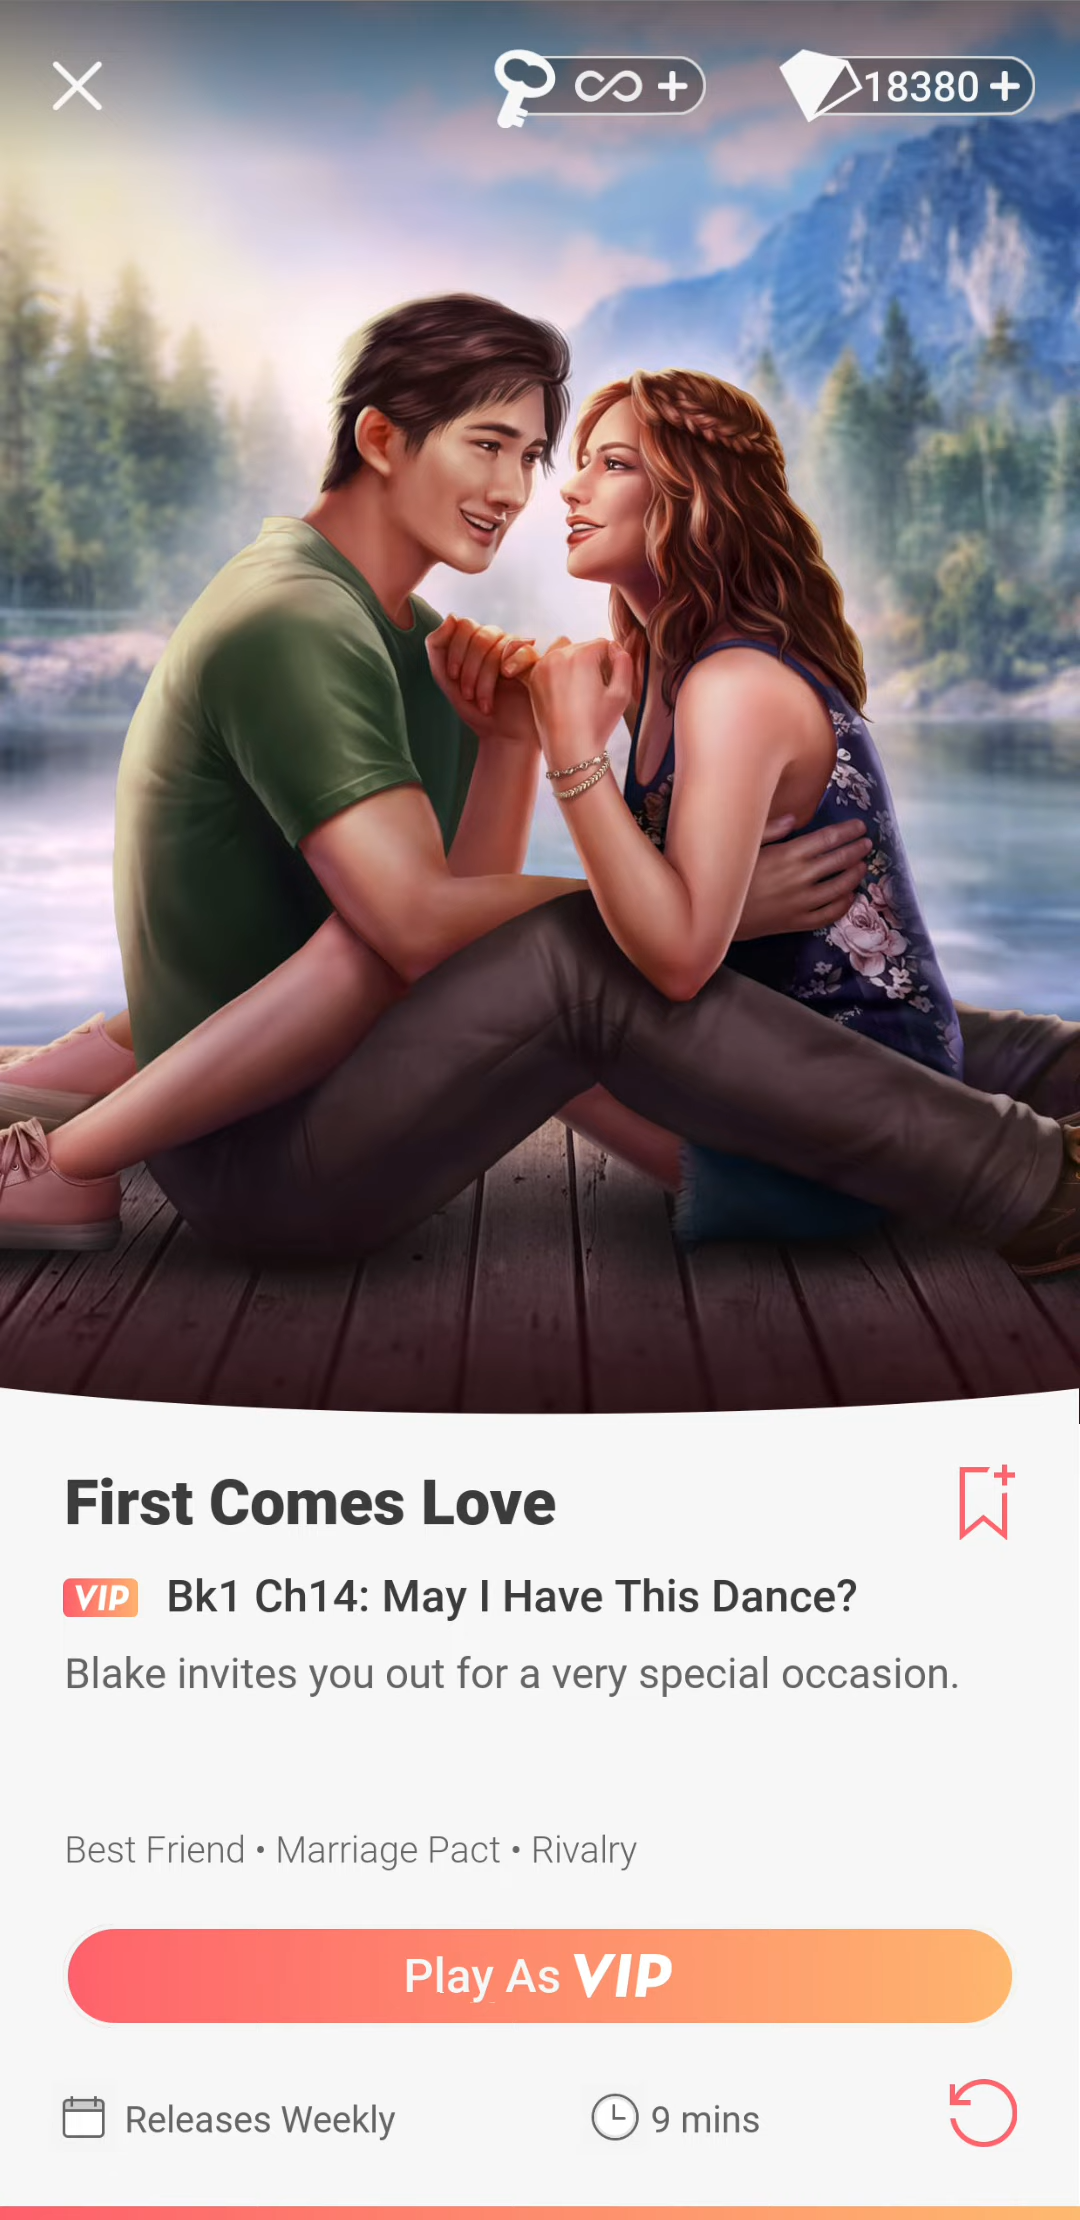 ∞ + 18380 +
First Comes Love
VIP Bk1 Ch14: May I Have This Dance?
Blake invites you out for a very special occasion.
Best Friend • Marriage Pact • Rivalry
Play As VIP
Releases Weekly 9 mins